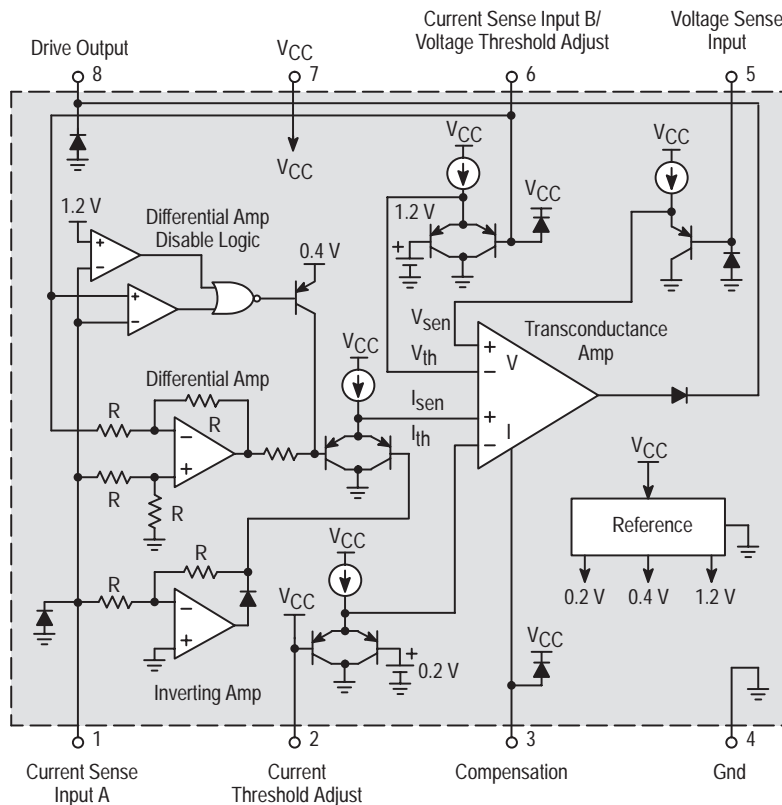 Current Sense Input B/
Voltage Threshold Adjust
Voltage Sense
Input
Drive Output
VCC
8
7
6
5
VCC
VCC
VCC
VCC
1.2 V
Differential Amp
Disable Logic
1.2 V
0.4 V
+
+
−
+
−
Vsen
Vth
Transconductance
Amp
VCC
+
V
−
Differential Amp
Isen
+
I
−
Ith
R
R
−
+
R
R
VCC
Reference
0.2 V
0.4 V
1.2 V
R
R
VCC
VCC
−
+
+
0.2 V
VCC
Inverting Amp
1
2
3
4
Current Sense
Input A
Current
Threshold Adjust
Compensation
Gnd